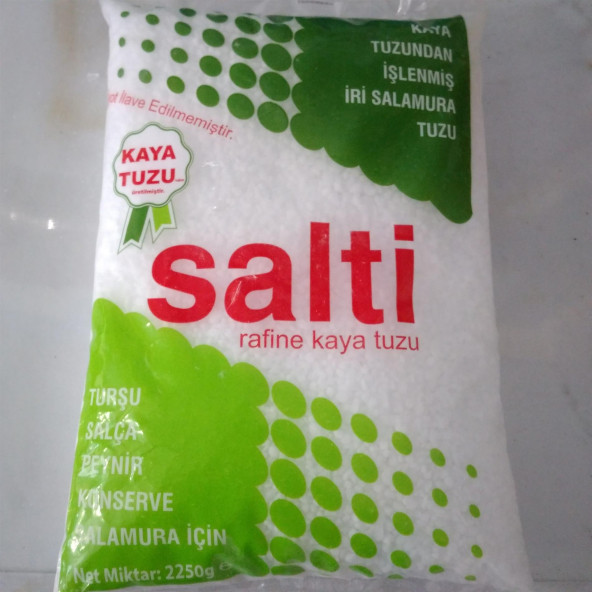 KAYA
TUZUNDAN
İŞLENMİŞ
İRİ SALAMURA
TUZU
İlave Edilmemiştir.
KAYA
TUZU
üretilmiştir.
salti
rafine kaya tuzu
TURŞU
SALÇA
PEYNİR
KONSERVE
SALAMURA İÇİN
Net Miktar: 2250g e